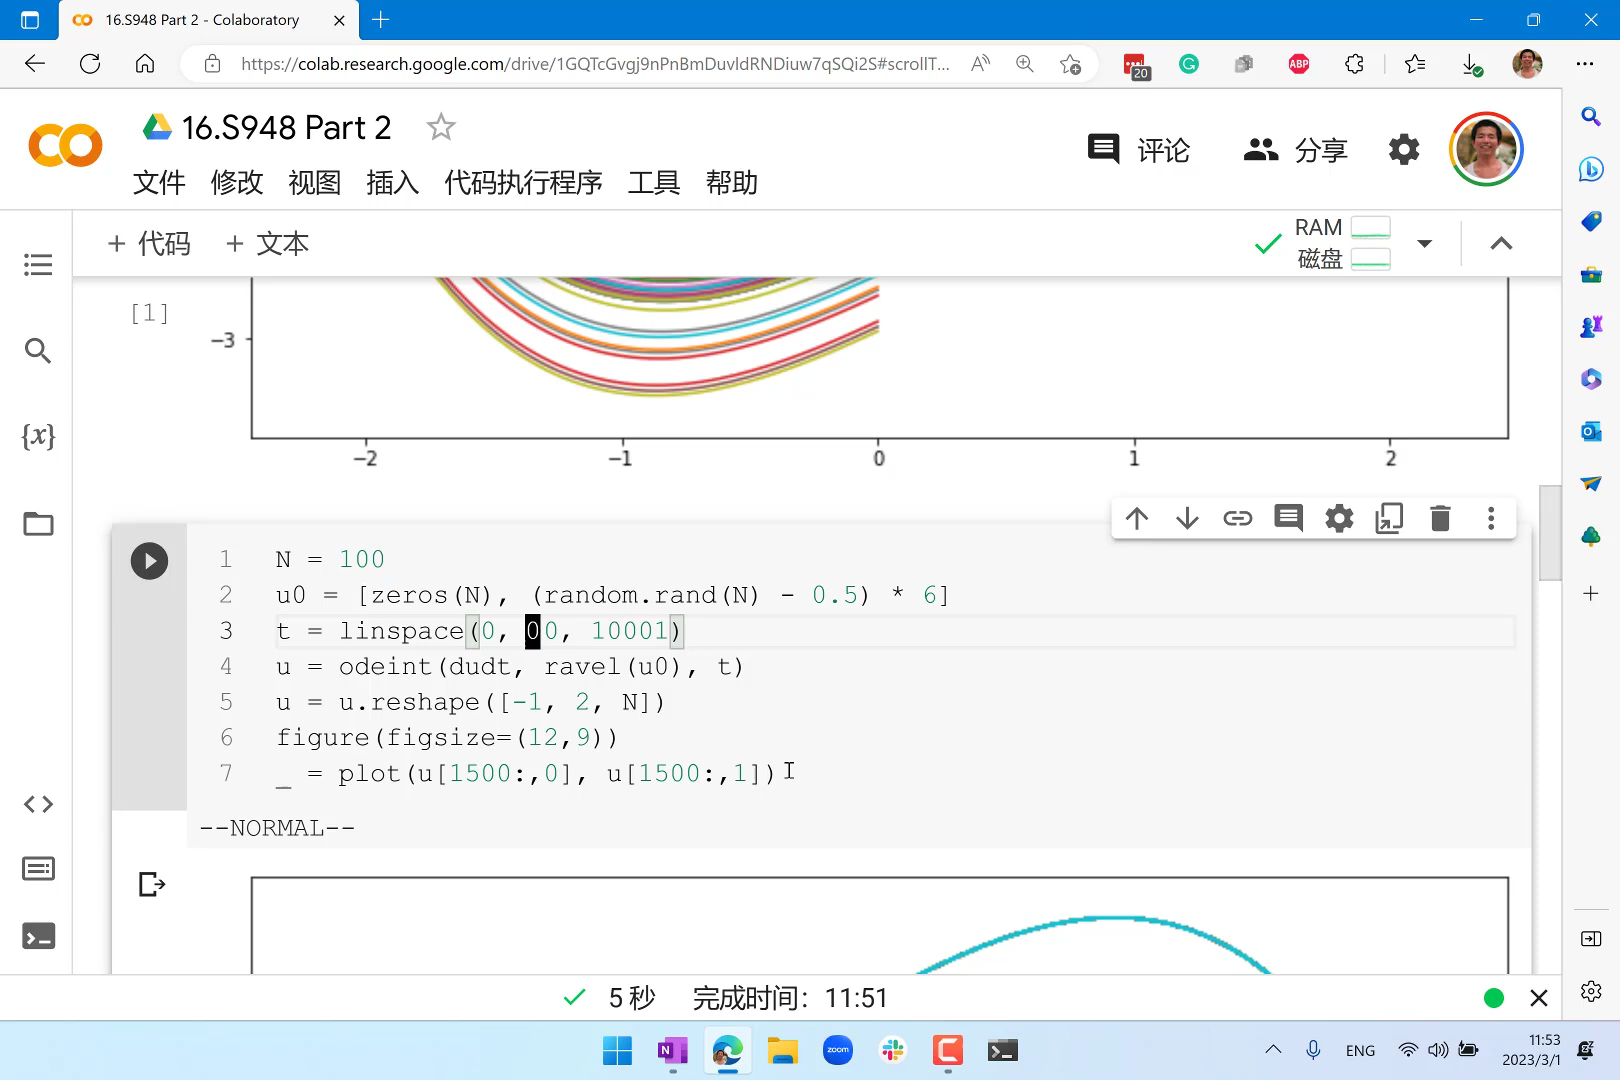 16.S948 Part 2 - Colaboratory
https://colab.research.google.com/drive/1GQTcGvgj9nPnBmDuvldRNDiuw7qSQi2S#scrollT...
20
ABP
16.S948 Part 2
评论
分享
文件 修改 视图 插入 代码执行程序 工具 帮助
+ 代码 + 文本
RAM
磁盘
[1]
-3
-2 -1 0 1 2
1 N = 100
2 u0 = [zeros(N), (random.rand(N) - 0.5) * 6]
3 t = linspace(0, 00, 10001)
4 u = odeint(dudt, ravel(u0), t)
5 u = u.reshape([-1, 2, N])
6 figure(figsize=(12,9))
7 _ = plot(u[1500:,0], u[1500:,1])
--NORMAL--
5 秒 完成时间: 11:51
zoom
ENG
11:53
2023/3/1